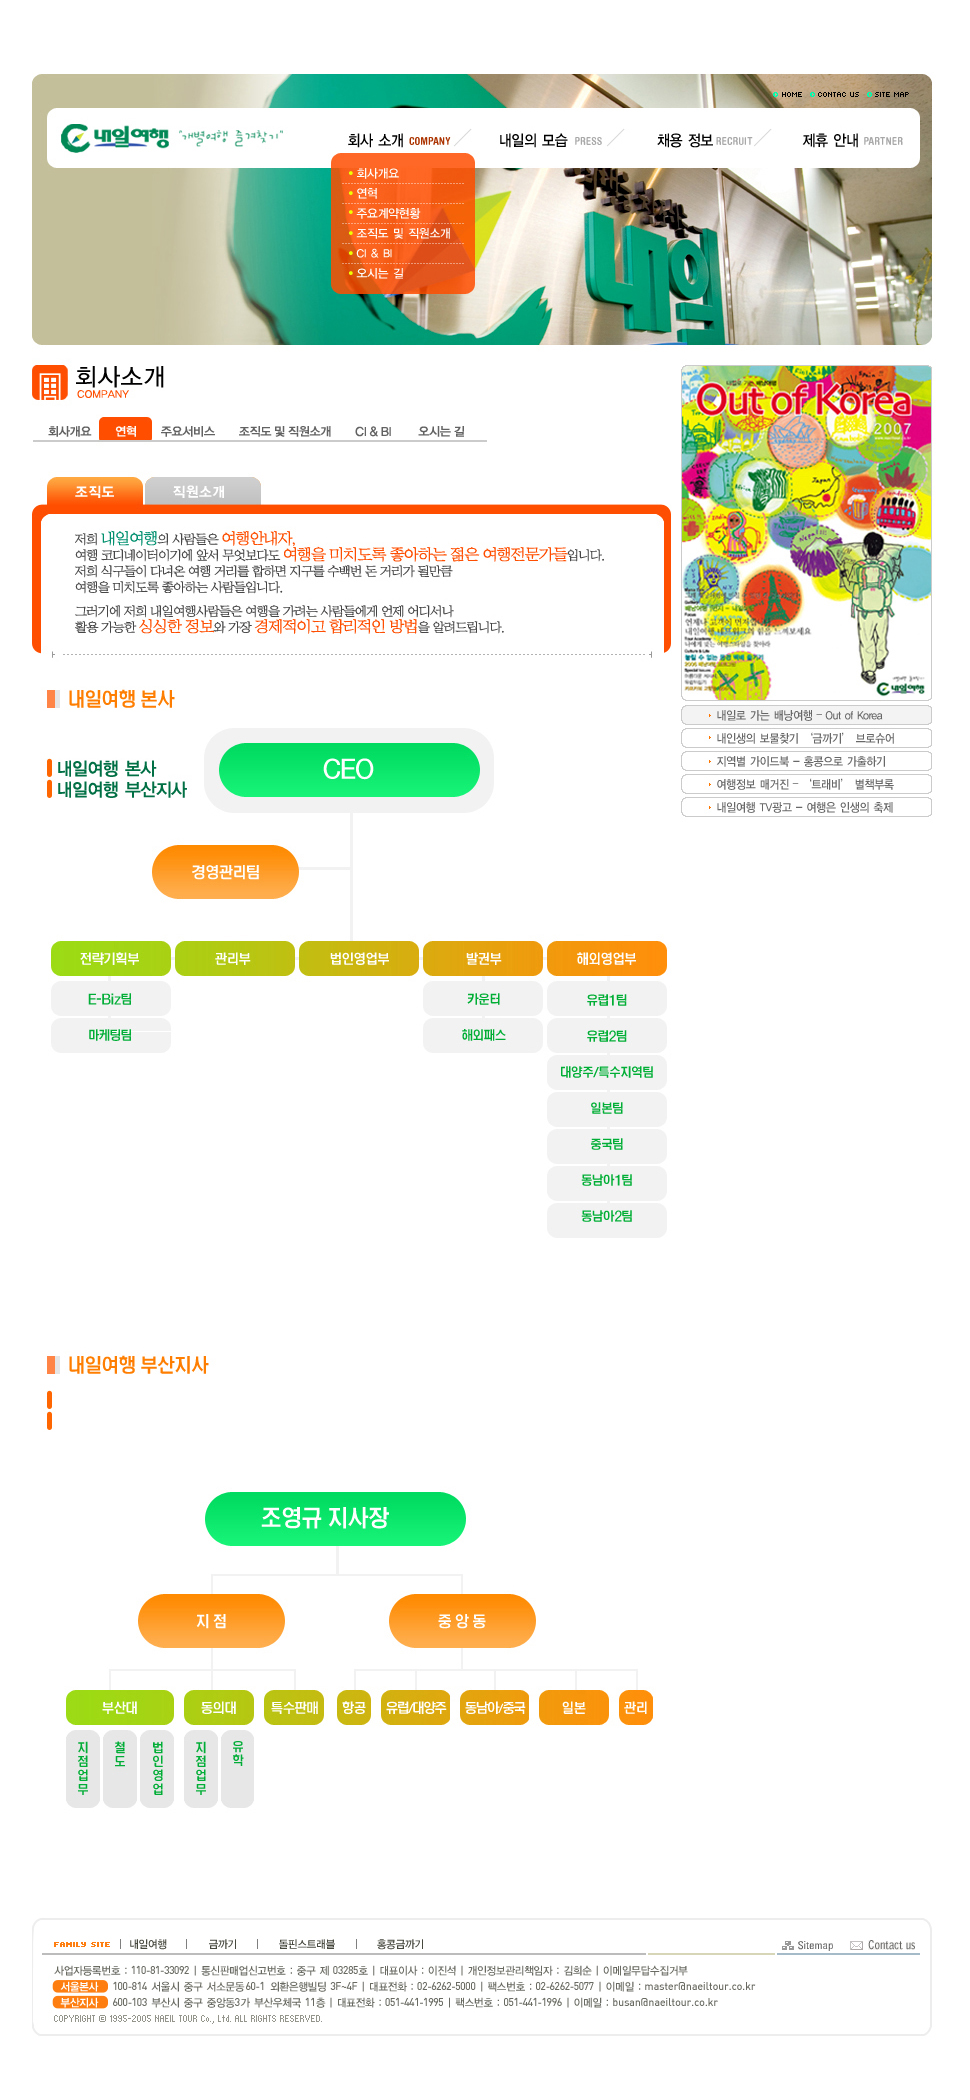 HOME CONTAC US SITE MAP
내일여행 "개별여행 즐겨찾기"
회사 소개 COMPANY 내일의 모습 PRESS 채용 정보 RECRUIT 제휴 안내 PARTNER
회사개요
연혁
주요계약현황
조직도 및 직원소개
CI & BI
오시는 길
내일
회사소개
COMPANY
회사개요 연혁 주요서비스 조직도 및 직원소개 CI & BI 오시는 길
조직도 직원소개
저희 내일여행의 사람들은 여행안내자,
여행 코디네이터이기에 앞서 무엇보다도 여행을 미치도록 좋아하는 젊은 여행전문가들입니다.
저희 식구들이 다녀온 여행 거리를 합하면 지구를 수백번 돈 거리가 될만큼
여행을 미치도록 좋아하는 사람들입니다.
그러기에 저희 내일여행사람들은 여행을 가려는 사람들에게 언제 어디서나
활용 가능한 싱싱한 정보와 가장 경제적이고 합리적인 방법을 알려드립니다.
Out of Korea
2007
내일여행
내일로 가는 배낭여행 - Out of Korea
내인생의 보물찾기 '금까기' 브로슈어
지역별 가이드북 - 홍콩으로 가출하기
여행정보 매거진 - '트래비' 별책부록
내일여행 TV광고 - 여행은 인생의 축제
내일여행 본사
내일여행 본사
내일여행 부산지사
CEO
경영관리팀
전략기획부 관리부 법인영업부 발권부 해외영업부
E-Biz팀 카운터 유럽1팀
마케팅팀 해외패스 유럽2팀
대양주/특수지역팀
일본팀
중국팀
동남아1팀
동남아2팀
내일여행 부산지사
조영규 지사장
지 점 중 앙 동
부산대 동의대 특수판매 항공 유럽/대양주 동남아/중국 일본 관리
지점업무 철도 법인영업 지점업무 유학
FAMILY SITE | 내일여행 | 금까기 | 돌핀스트래블 | 홍콩금까기 Sitemap Contact us
사업자등록번호 : 110-81-33092 | 통신판매업신고번호 : 중구 제 03285호 | 대표이사 : 이진석 | 개인정보관리책임자 : 김희순 | 이메일무답수집거부
서울본사 100-814 서울시 중구 서소문동 60-1 외환은행빌딩 3F~4F | 대표전화 : 02-6262-5000 | 팩스번호 : 02-6262-5077 | 이메일 : master@naeiltour.co.kr
부산지사 600-103 부산시 중구 중앙동3가 부산우체국 11층 | 대표전화 : 051-441-1995 | 팩스번호 : 051-441-1996 | 이메일 : busan@naeiltour.co.kr
COPYRIGHT © 1995-2005 NAEIL TOUR Co., Ltd. ALL RIGHTS RESERVED.